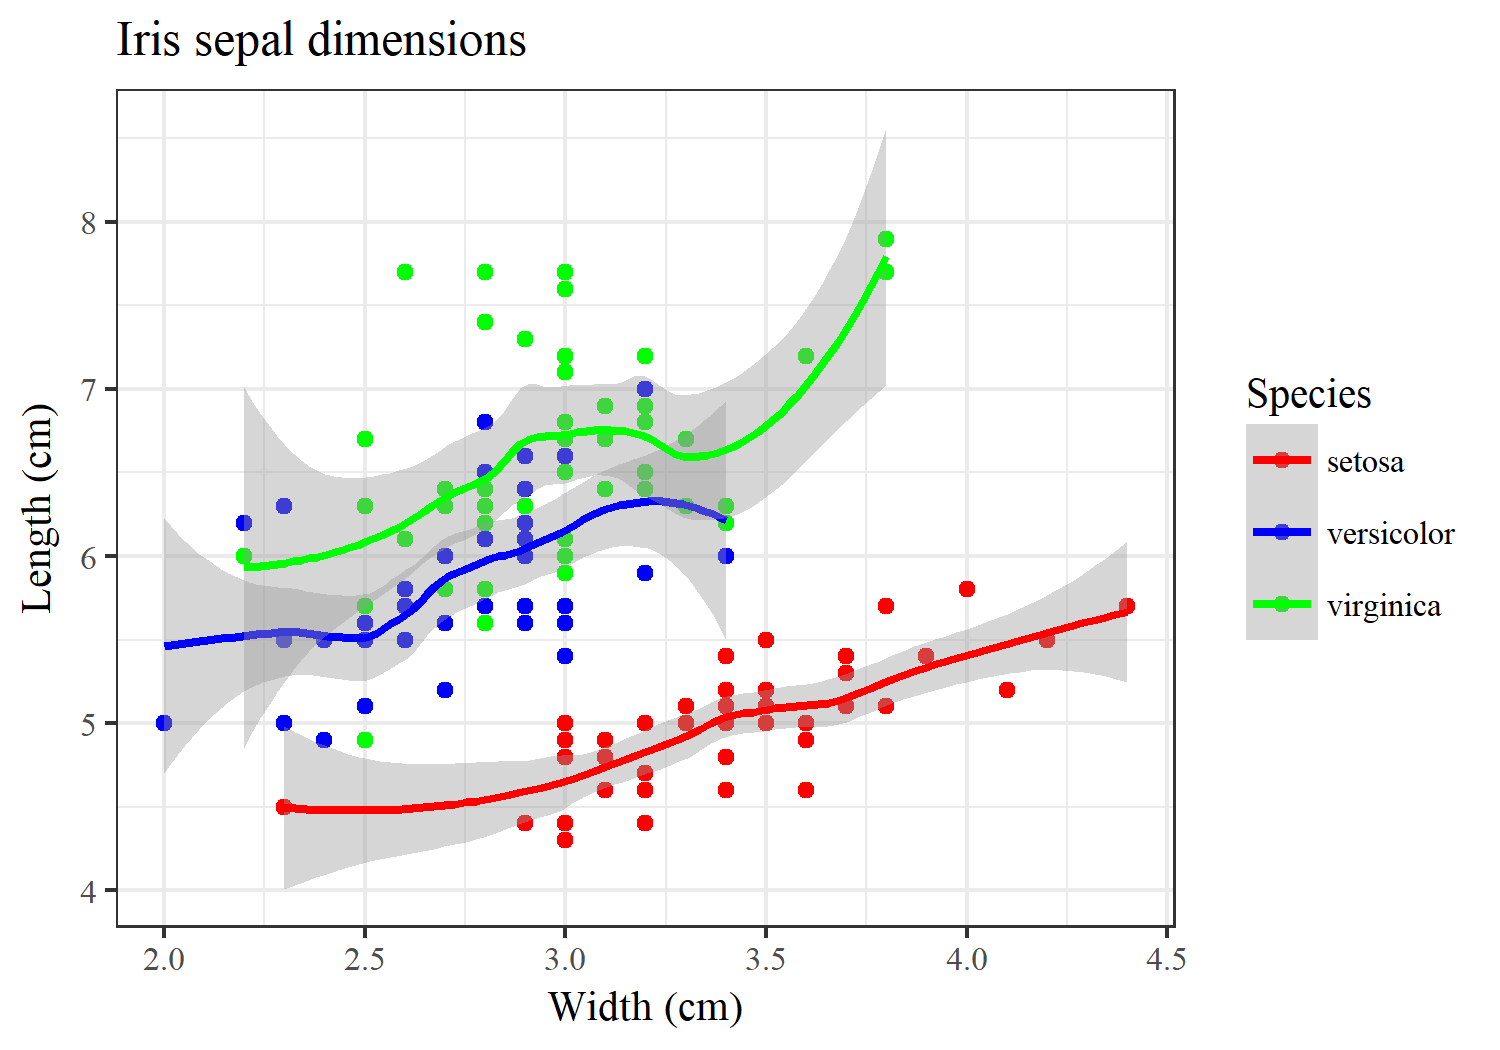 Iris sepal dimensions
Length (cm)
8
7
6
5
4
2.0 2.5 3.0 3.5 4.0 4.5
Width (cm)
Species
setosa
versicolor
virginica